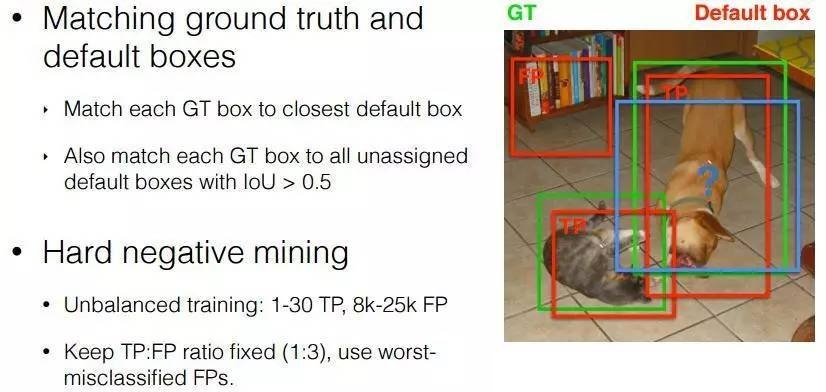 Matching ground truth and
default boxes
Match each GT box to closest default box
Also match each GT box to all unassigned
default boxes with IoU > 0.5
Hard negative mining
Unbalanced training: 1-30 TP, 8k-25k FP
Keep TP:FP ratio fixed (1:3), use worst-
misclassified FPs.
GT
Default box
FP
TP
?
TP